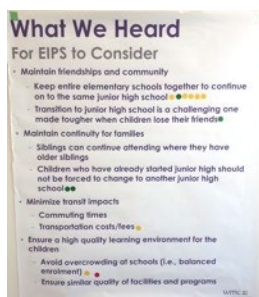 What We Heard
For EIPS to Consider
• Maintain friendships and community
- Keep entire elementary schools together to continue
on to the same junior high school
- Transition to junior high school is a challenging one
made tougher when children lose their friends
• Maintain continuity for families
- Siblings can continue attending where they have
older siblings
- Children who have already started junior high should
not be forced to change to another junior high
school
• Minimize transit impacts
- Commuting times
- Transportation costs/fees
• Ensure a high quality learning environment for the
children
- Avoid overcrowding at schools (i.e., balanced
enrolment)
- Ensure similar quality of facilities and programs